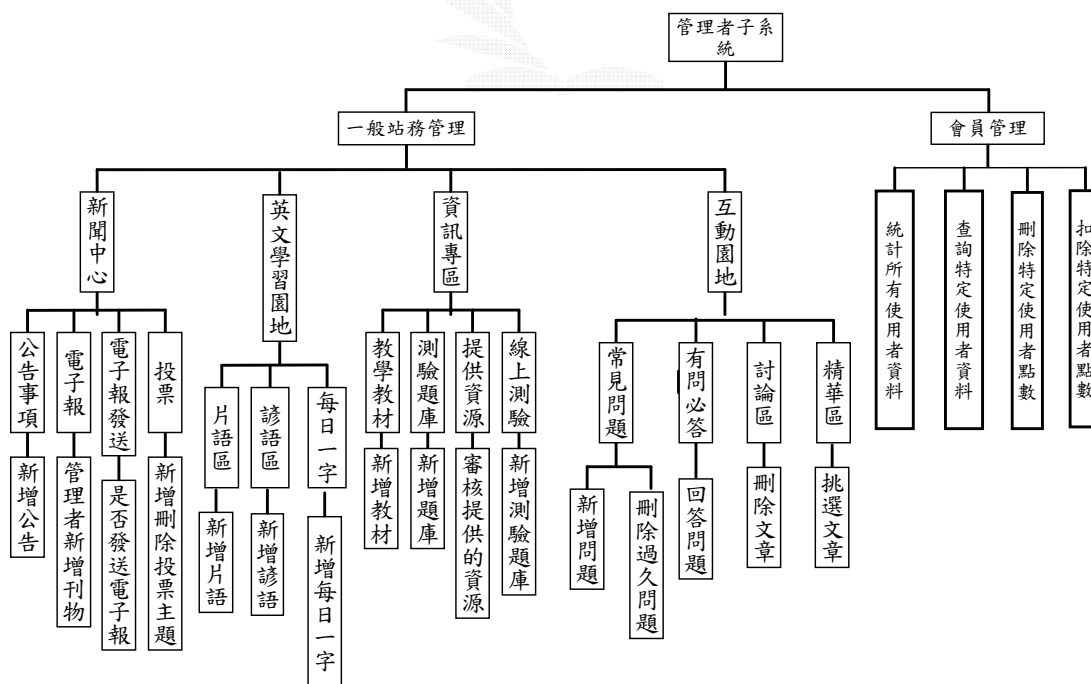 管理者子系
統
一般站務管理
會員管理
新聞中心
英文學習園地
資訊專區
互動園地
統計所有使用者資料
查詢特定使用者資料
刪除特定使用者點數
扣除特定使用者點數
公告事項
電子報
電子報發送
投票
片語區
諺語區
每日一字
教學教材
測驗題庫
提供資源
線上測驗
常見問題
有問必答
討論區
精華區
新增公告
管理者新增刊物
是否發送電子報
新增刪除投票主題
新增片語
新增諺語
新增每日一字
新增教材
新增題庫
審核提供的資源
新增測驗題庫
新增問題
刪除過久問題
回答問題
刪除文章
挑選文章